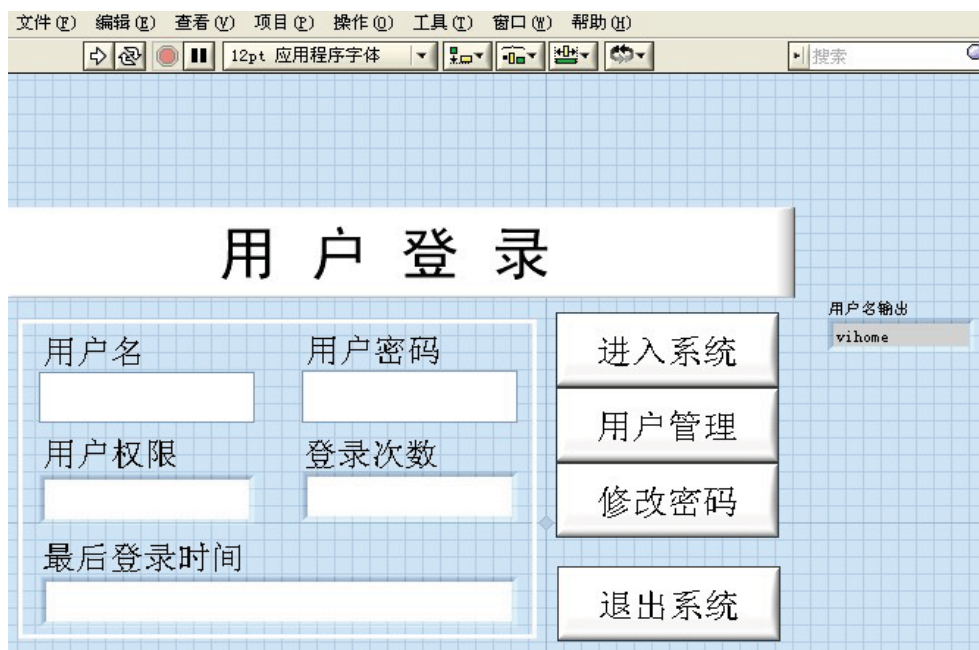 文件(F) 编辑(E) 查看(V) 项目(P) 操作(O) 工具(T) 窗口(W) 帮助(H)
12pt 应用程序字体 搜索
用户登录
用户名输出
vihome
用户名 用户密码 进入系统
用户管理
用户权限 登录次数
修改密码
最后登录时间
退出系统